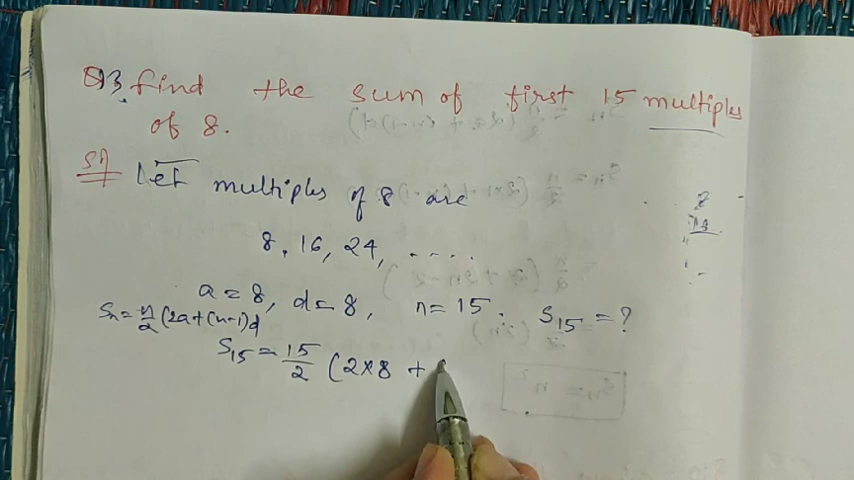 Q13. Find the sum of first 15 multiples
of 8.
Sol
Let multiples of 8 are
8, 16, 24, ....
a = 8, d = 8, n = 15. S15 = ?
Sn = n/2 (2a+(n-1)d
S15 = 15/2 (2×8 +